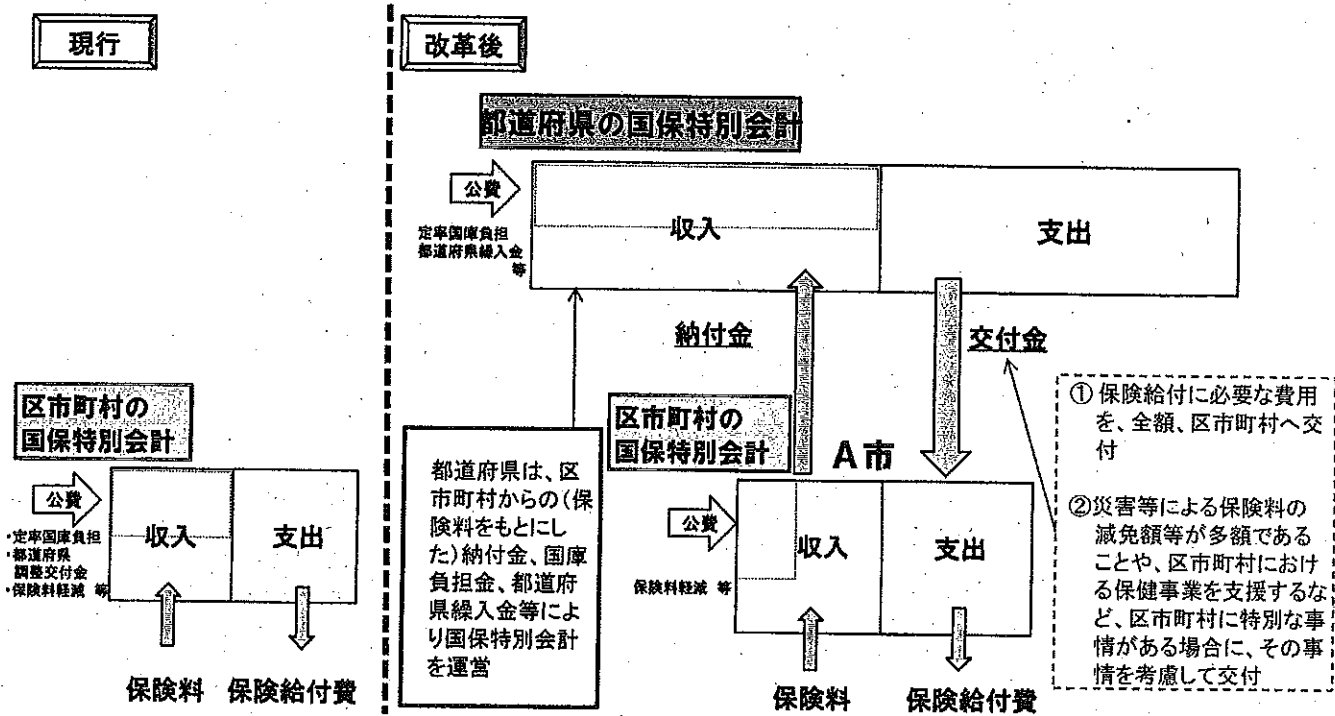 現行
区市町村の
国保特別会計
公費
・定率国庫負担
・都道府県
調整交付金
・保険料軽減 等
収入
支出
保険料
保険給付費
改革後
都道府県の国保特別会計
公費
定率国庫負担
都道府県繰入金
等
収入
支出
納付金
交付金
都道府県は、区
市町村からの(保
険料をもとにし
た)納付金、国庫
負担金、都道府
県繰入金等によ
り国保特別会計
を運営
区市町村の
国保特別会計
A市
公費
保険料軽減 等
収入
支出
保険料
保険給付費
① 保険給付に必要な費用
を、全額、区市町村へ交
付
②災害等による保険料の
減免額等が多額である
ことや、区市町村におけ
る保健事業を支援するな
ど、区市町村に特別な事
情がある場合に、その事
情を考慮して交付